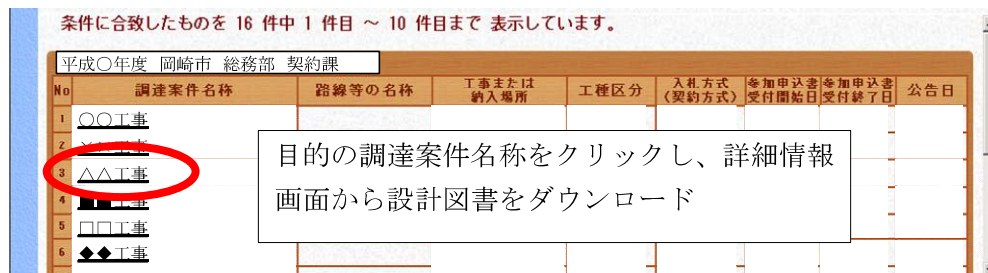 条件に合致したものを 16 件中 1 件目 ～ 10 件目まで 表示しています。
平成○年度 岡崎市 総務部 契約課
No 調達案件名称 路線等の名称 工事または納入場所 工種区分 入札方式(契約方式) 参加申込書受付開始日 参加申込書受付終了日 公告日
1 ○○工事
2 ××工事
3 △△工事
4 ■■工事
5 □□工事
6 ◆◆工事
目的の調達案件名称をクリックし、詳細情報
画面から設計図書をダウンロード